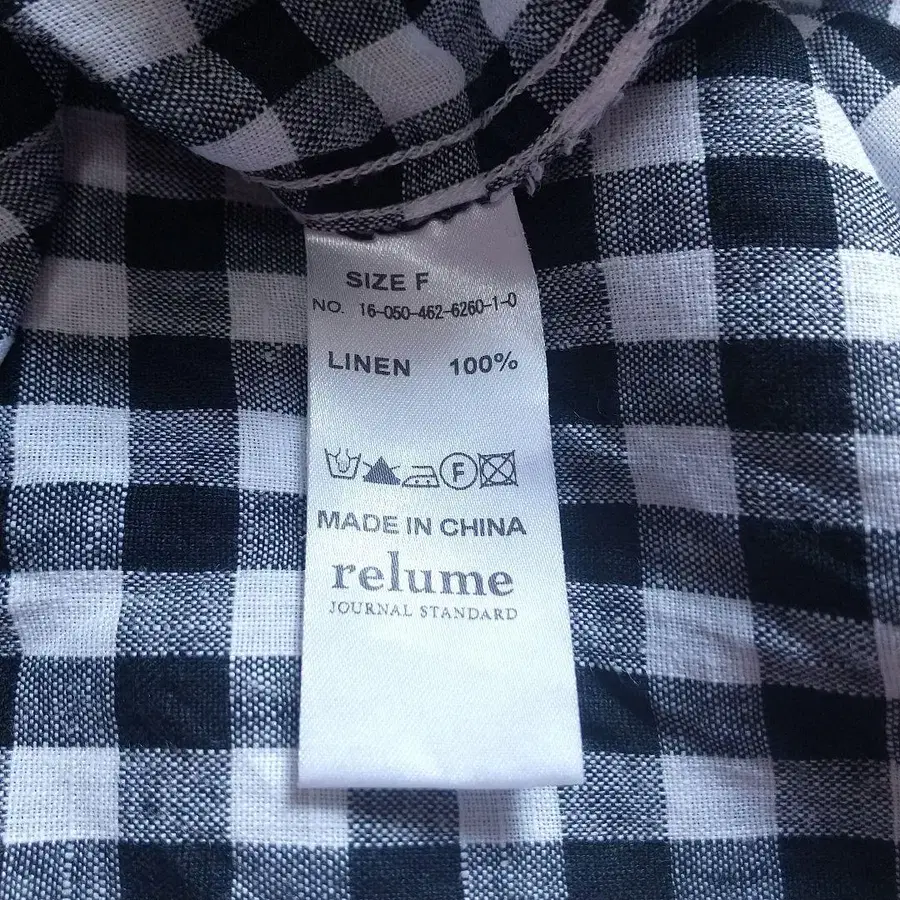 SIZE F
NO. 16-050-462-6260-1-0
LINEN 100%
F
MADE IN CHINA
relume
JOURNAL STANDARD